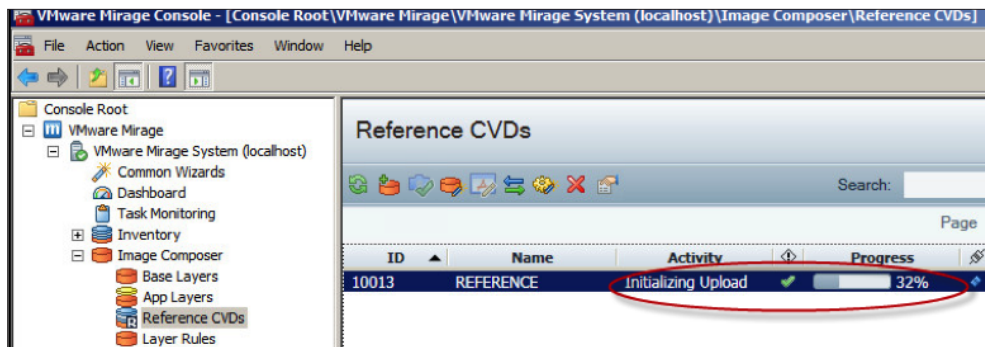 VMware Mirage Console - [Console Root\VMware Mirage\VMware Mirage System (localhost)\Image Composer\Reference CVDs]
File Action View Favorites Window Help
Console Root
VMware Mirage
VMware Mirage System (localhost)
Common Wizards
Dashboard
Task Monitoring
Inventory
Image Composer
Base Layers
App Layers
Reference CVDs
Layer Rules
Reference CVDs
Search:
Page
ID Name Activity Progress
10013 REFERENCE Initializing Upload 32%